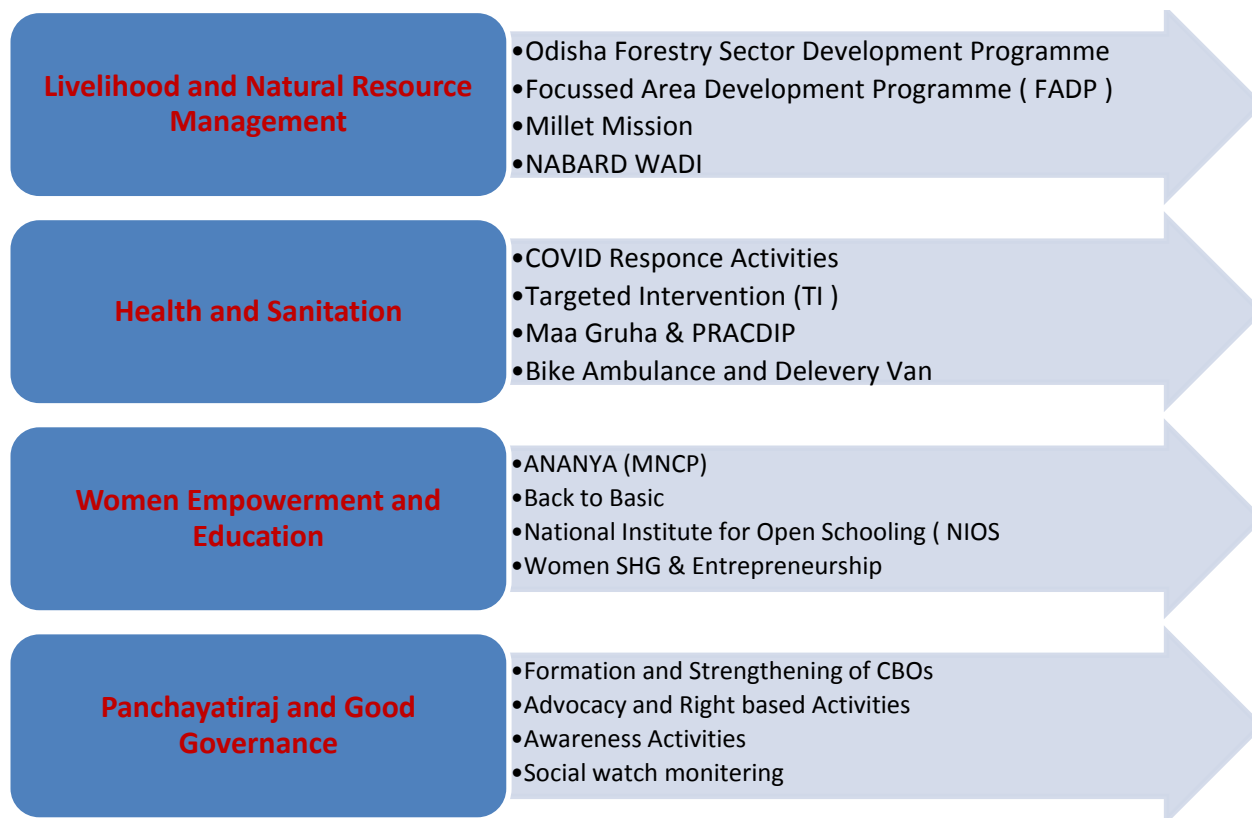 Livelihood and Natural Resource
Management
•Odisha Forestry Sector Development Programme
•Focussed Area Development Programme ( FADP )
•Millet Mission
•NABARD WADI
Health and Sanitation
•COVID Responce Activities
•Targeted Intervention (TI )
•Maa Gruha & PRACDIP
•Bike Ambulance and Delevery Van
Women Empowerment and
Education
•ANANYA (MNCP)
•Back to Basic
•National Institute for Open Schooling ( NIOS
•Women SHG & Entrepreneurship
Panchayatiraj and Good
Governance
•Formation and Strengthening of CBOs
•Advocacy and Right based Activities
•Awareness Activities
•Social watch monitering